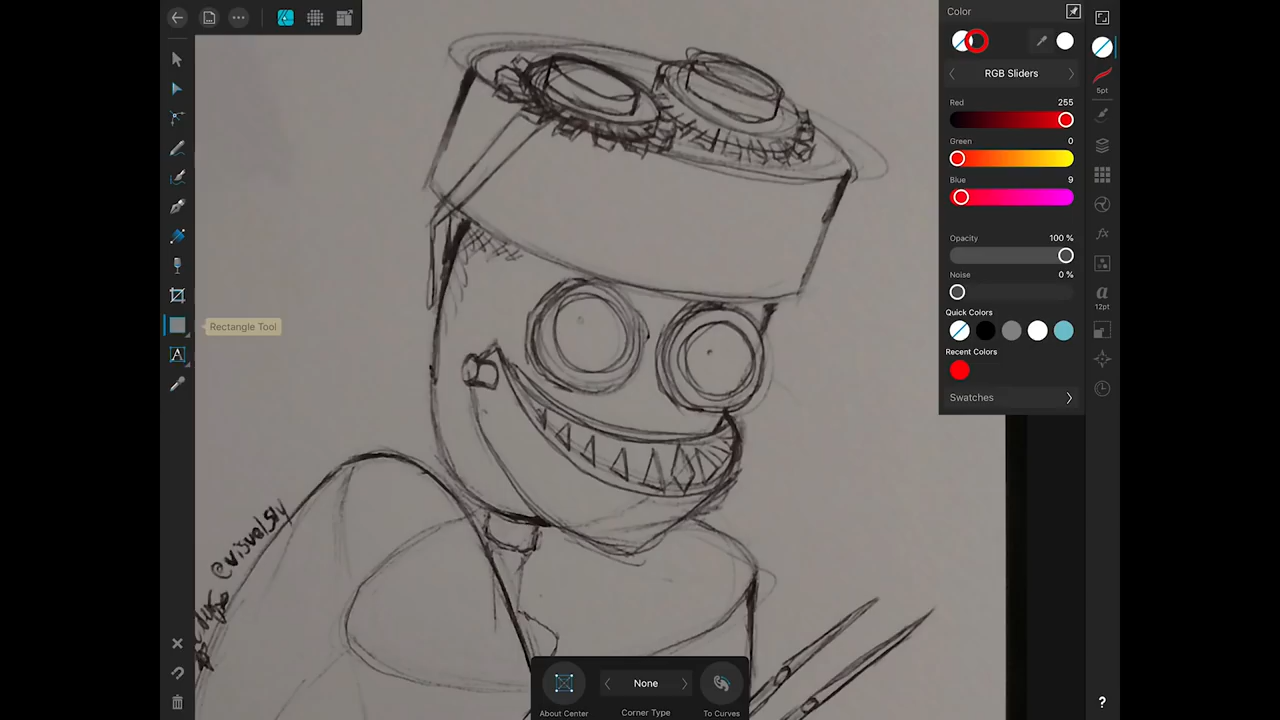 Color
RGB Sliders
5pt
Red 255
Green 0
Blue 9
Opacity 100 %
Noise 0 %
12pt
a
Quick Colors
Recent Colors
Swatches
Rectangle Tool
A
@visvelsly
None
About Center
Corner Type
To Curves
?